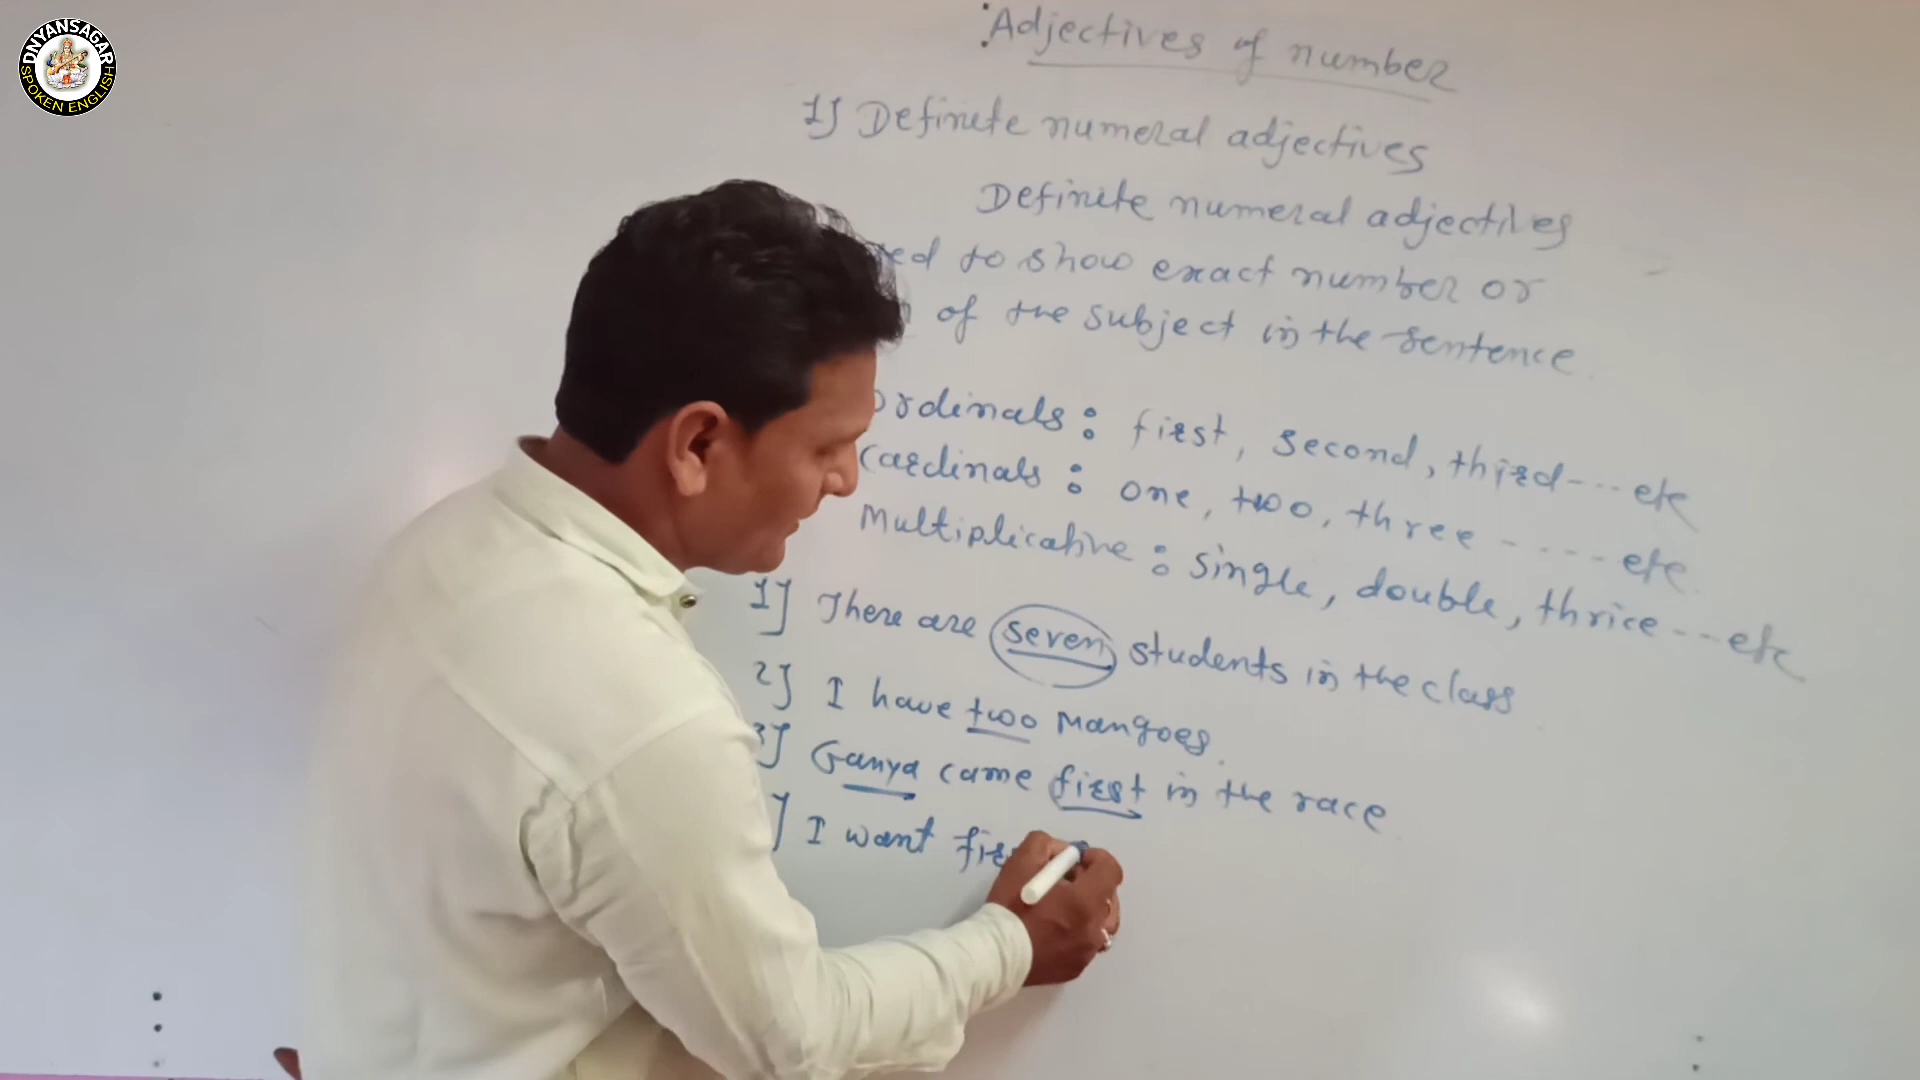 DNYANSAGAR
SPOKEN ENGLISH
Adjectives of number
1] Definite numeral adjectives
Definite numeral adjectives
to show exact number or
of the subject in the sentence
ordinals : first, second, third --- etc
Cardinals : one, two, three ----- etc.
Multiplicative : single, double, thrice --- etc
1] There are seven students in the class
2] I have two mangoes.
3] Ganya came first in the race
] I want